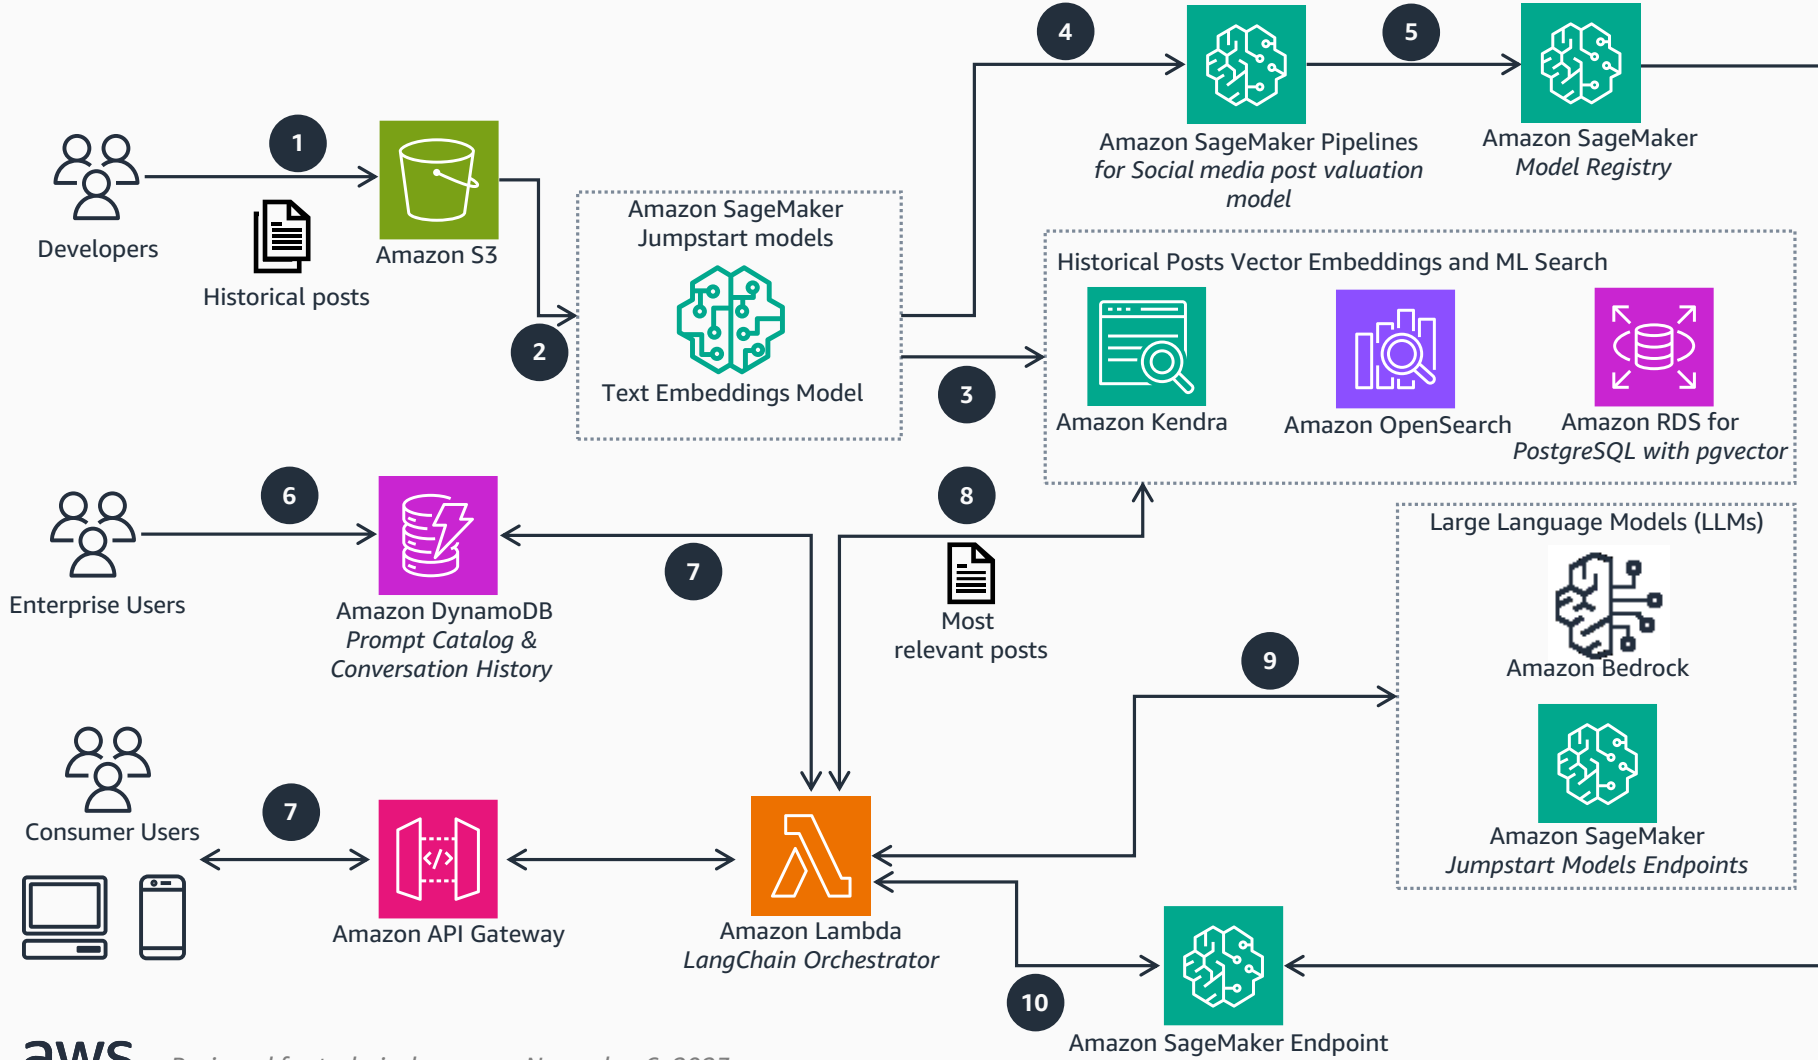 4
5
Amazon SageMaker Pipelines
for Social media post valuation
model
Amazon SageMaker
Model Registry
1
Developers
Historical posts
Amazon S3
2
Amazon SageMaker
Jumpstart models
Text Embeddings Model
3
Historical Posts Vector Embeddings and ML Search
Amazon Kendra
Amazon OpenSearch
Amazon RDS for
PostgreSQL with pgvector
6
Enterprise Users
Amazon DynamoDB
Prompt Catalog &
Conversation History
7
8
Most
relevant posts
9
Large Language Models (LLMs)
Amazon Bedrock
Amazon SageMaker
Jumpstart Models Endpoints
Consumer Users
7
</>
Amazon API Gateway
Amazon Lambda
LangChain Orchestrator
10
Amazon SageMaker Endpoint
aws